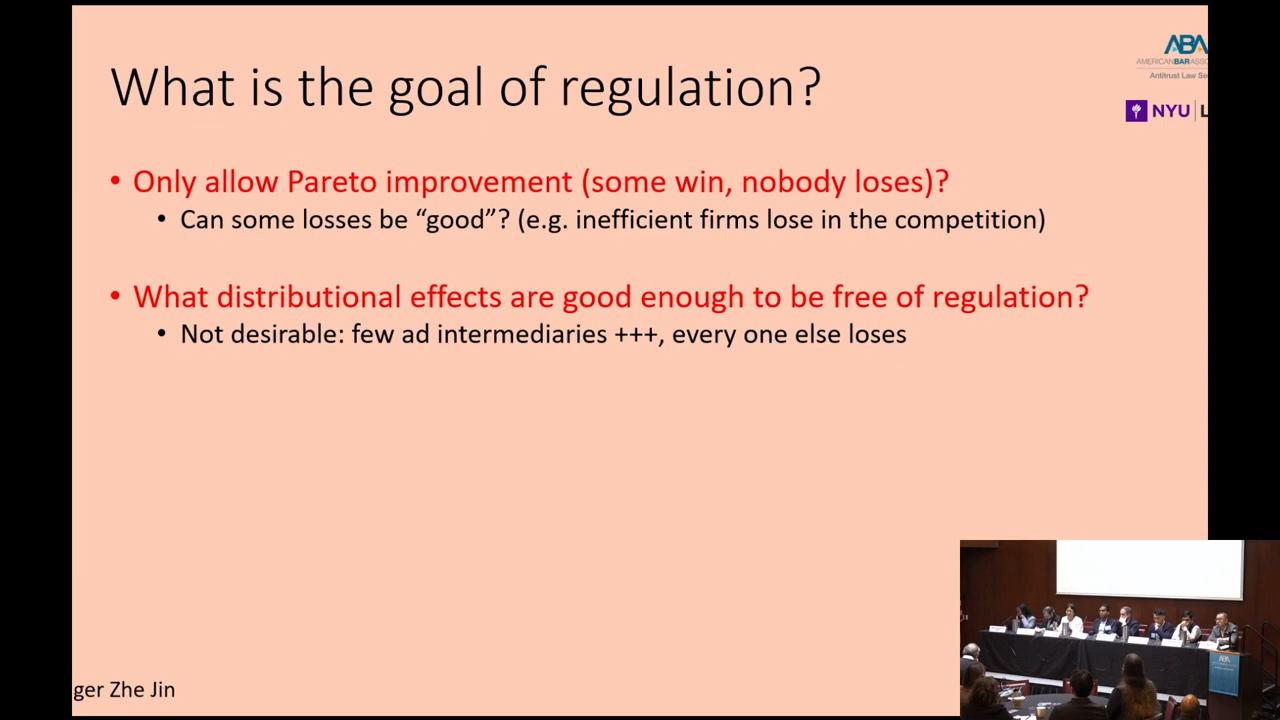 What is the goal of regulation?
ABA
AMERICANBARASSO
Antitrust Law Se
NYU
• Only allow Pareto improvement (some win, nobody loses)?
• Can some losses be “good”? (e.g. inefficient firms lose in the competition)
• What distributional effects are good enough to be free of regulation?
• Not desirable: few ad intermediaries +++, every one else loses
ger Zhe Jin
ABA